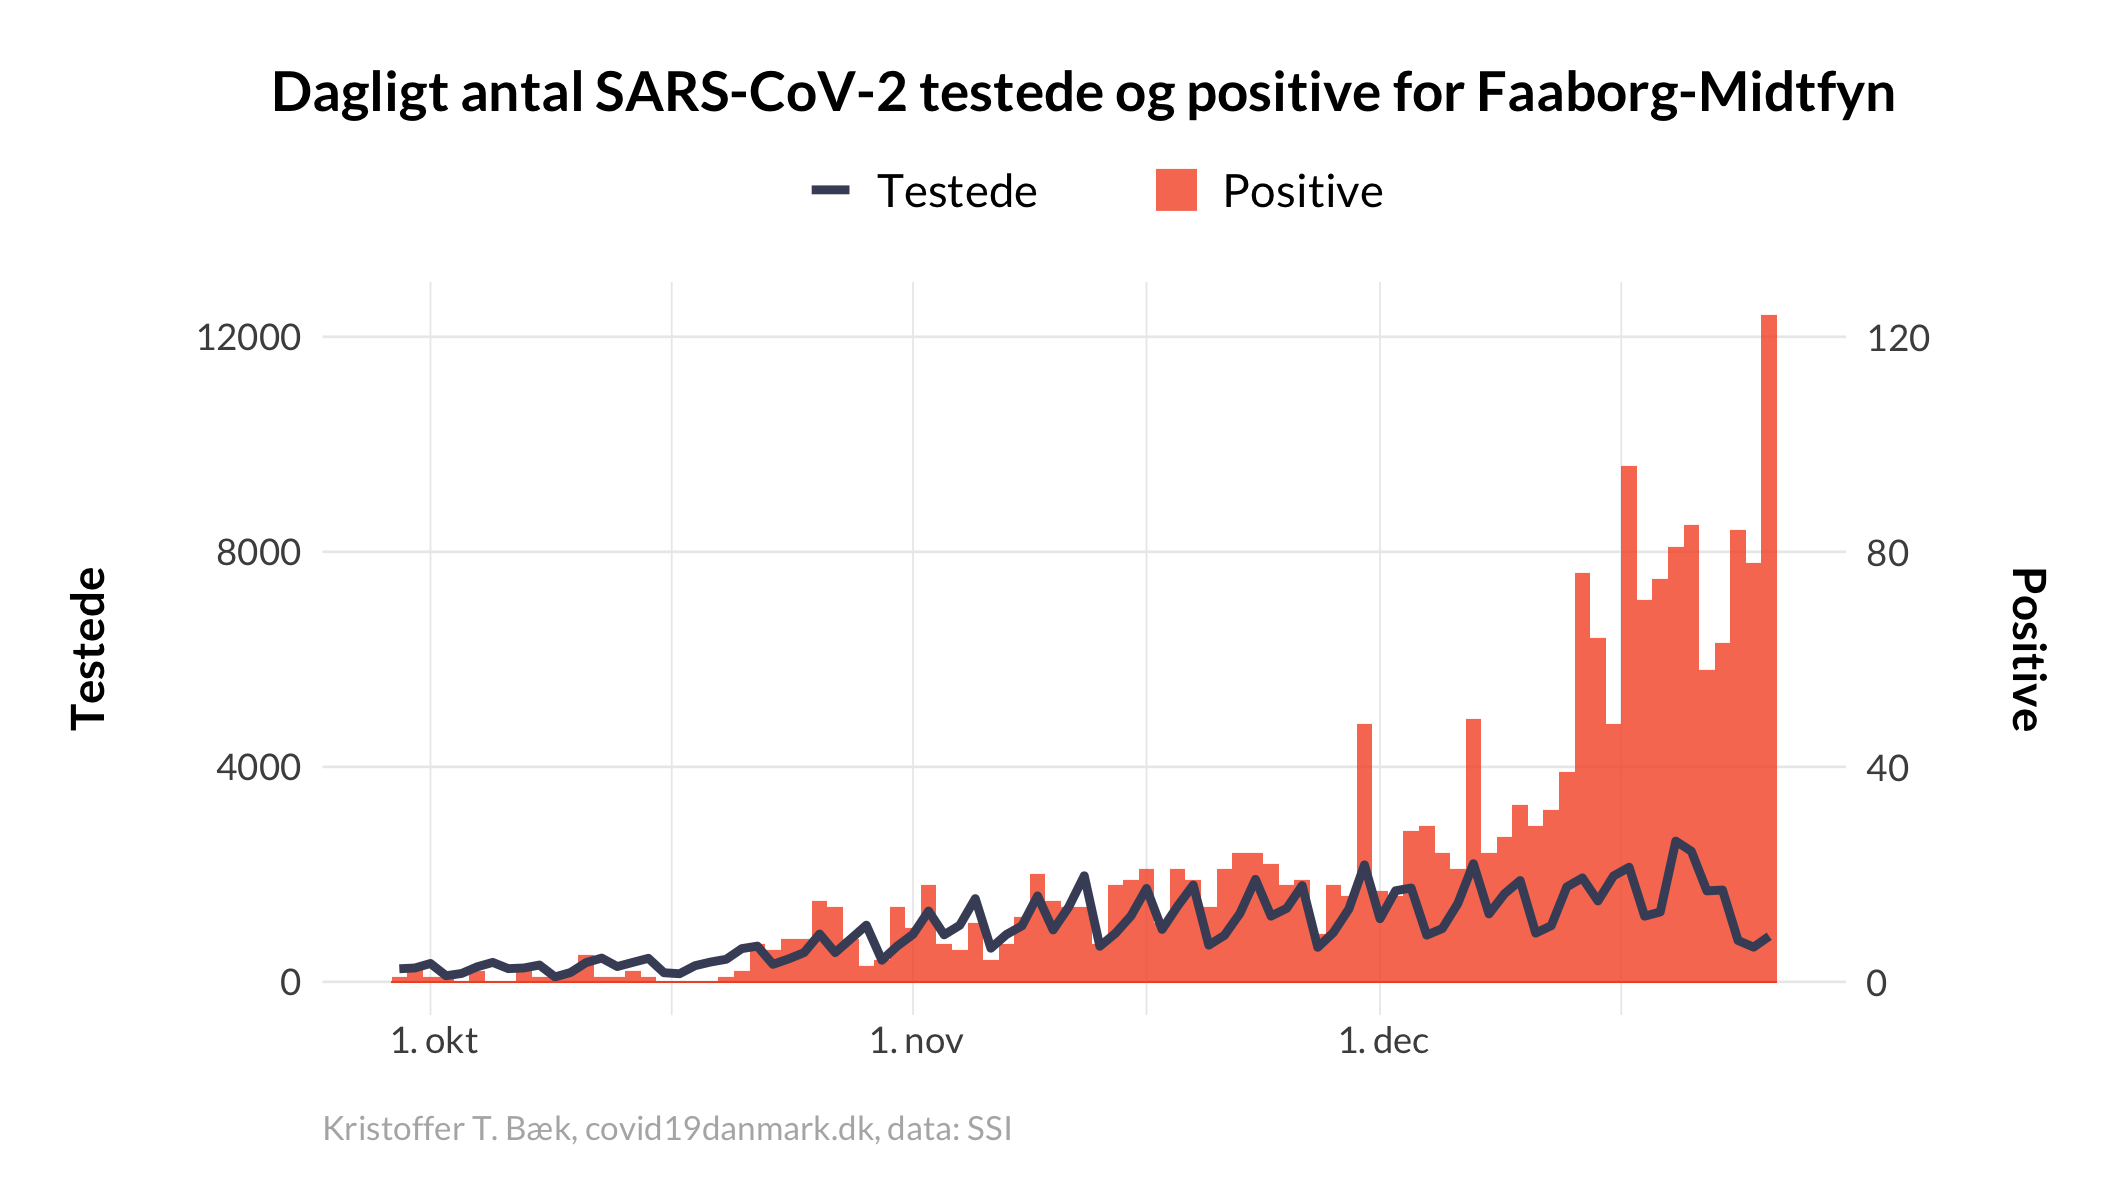 Dagligt antal SARS-CoV-2 testede og positive for Faaborg-Midtfyn
Testede Positive
12000 120
8000 80
4000 40
0 0
Testede
Positive
1. okt 1. nov 1. dec
Kristoffer T. Bæk, covid19danmark.dk, data: SSI